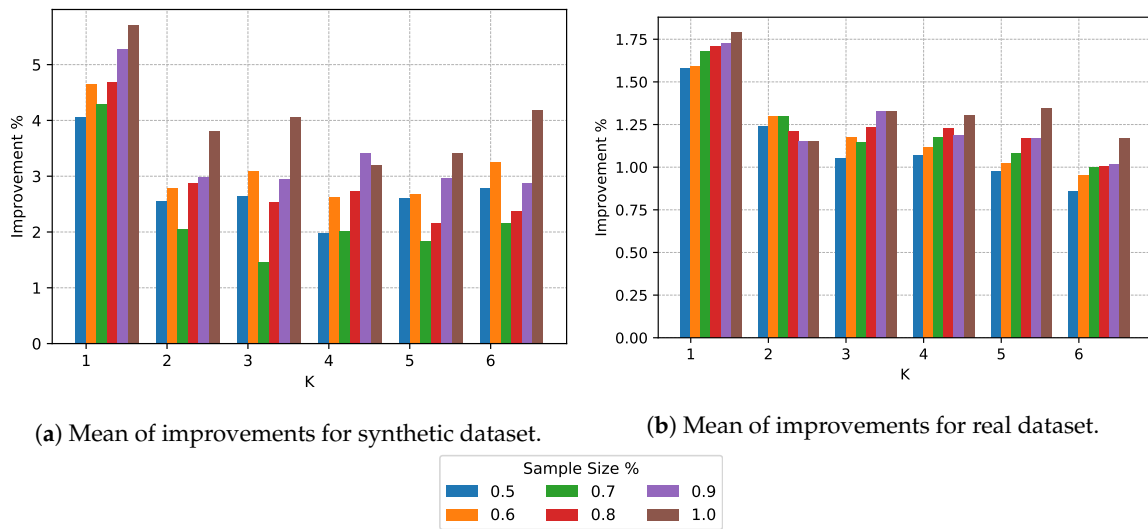 5
4
3
2
1
0
Improvement %
1 2 3 4 5 6
K
(a) Mean of improvements for synthetic dataset.
1.75
1.50
1.25
1.00
0.75
0.50
0.25
0.00
Improvement %
1 2 3 4 5 6
K
(b) Mean of improvements for real dataset.
Sample Size %
0.5 0.7 0.9
0.6 0.8 1.0